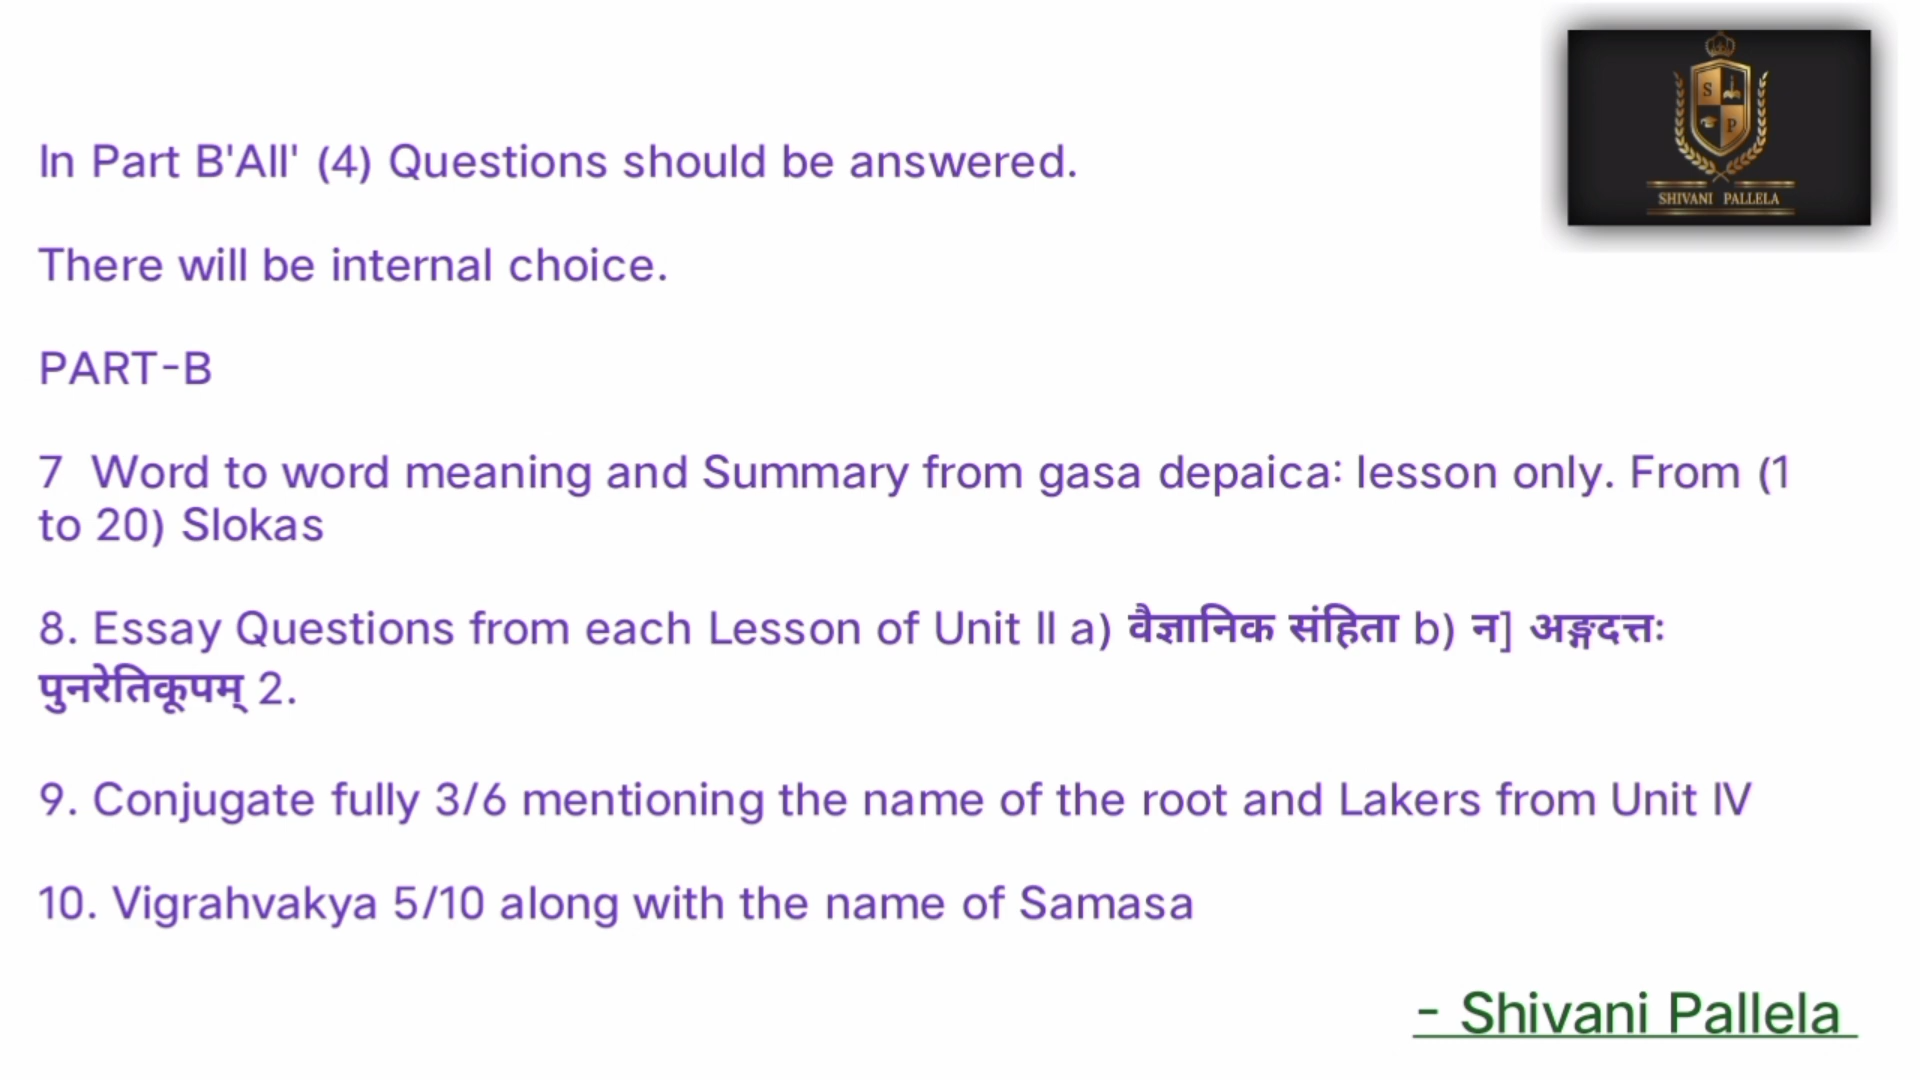 S
P
SHIVANI PALLELA
In Part B'All' (4) Questions should be answered.
There will be internal choice.
PART-B
7 Word to word meaning and Summary from gasa depaica: lesson only. From (1
to 20) Slokas
8. Essay Questions from each Lesson of Unit II a) वैज्ञानिक संहिता b) न] अङ्गदत्तः
पुनरेतिकूपम् 2.
9. Conjugate fully 3/6 mentioning the name of the root and Lakers from Unit IV
10. Vigrahvakya 5/10 along with the name of Samasa
- Shivani Pallela